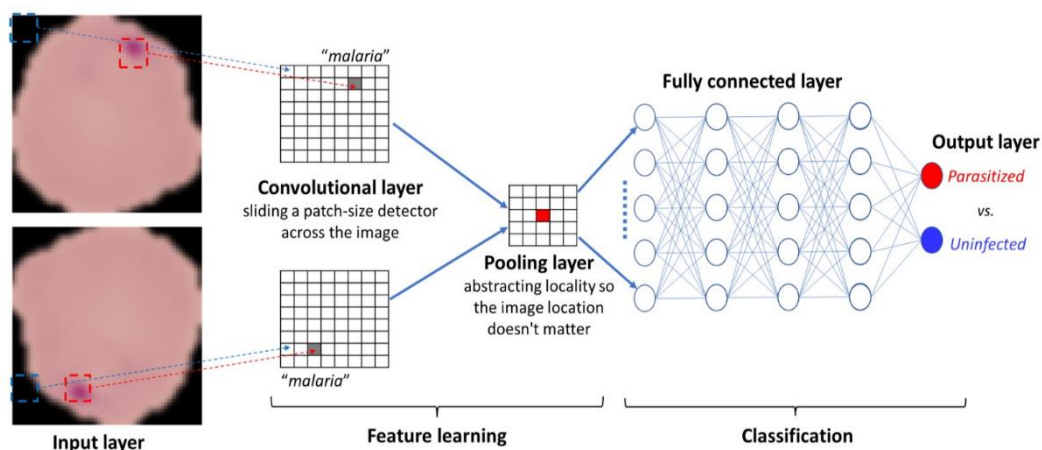 "malaria"
Convolutional layer
sliding a patch-size detector
across the image
"malaria"
Pooling layer
abstracting locality so
the image location
doesn't matter
Fully connected layer
Output layer
Parasitized
vs.
Uninfected
Input layer
Feature learning
Classification